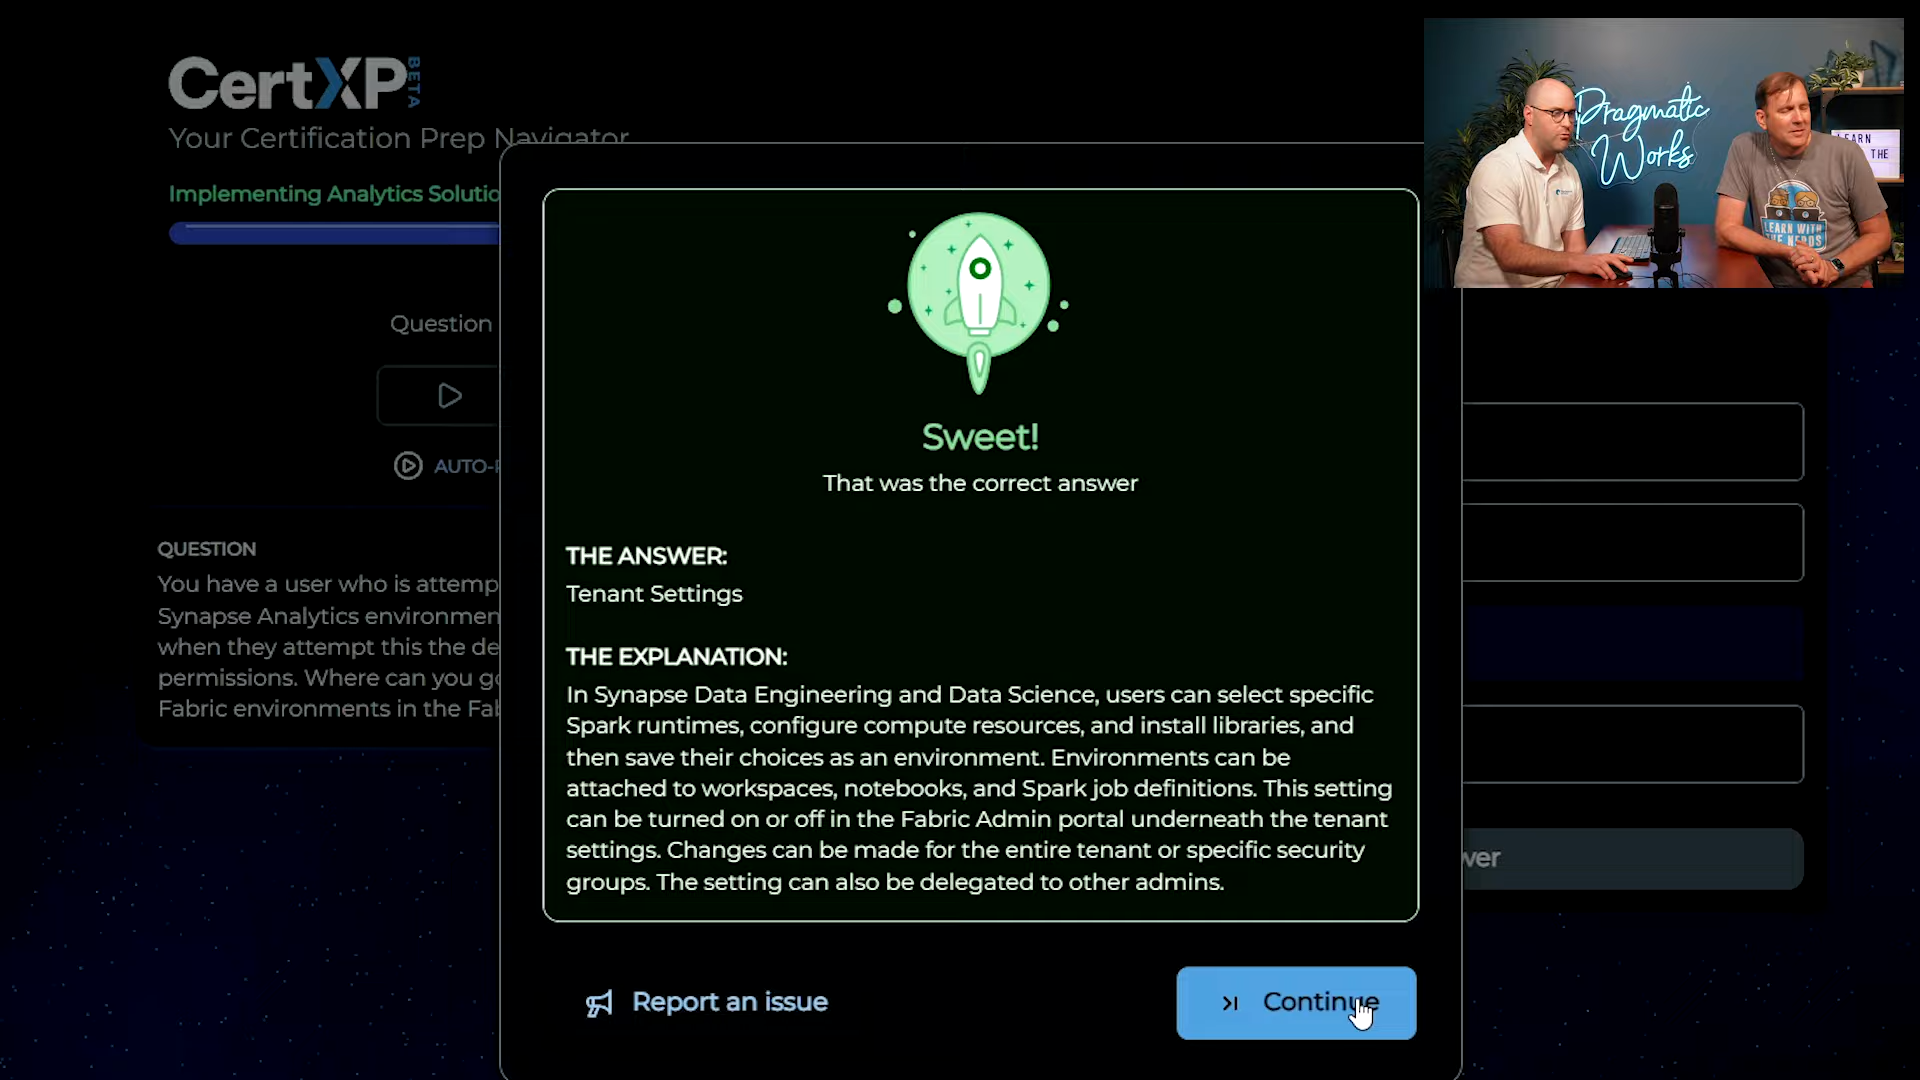 CertXP BETA
Your Certification Prep Navigator
Implementing Analytics Solutio
Question
AUTO-
QUESTION
You have a user who is attemp
Synapse Analytics environmen
when they attempt this the de
permissions. Where can you g
Fabric environments in the Fa
Sweet!
That was the correct answer
THE ANSWER:
Tenant Settings
THE EXPLANATION:
In Synapse Data Engineering and Data Science, users can select specific
Spark runtimes, configure compute resources, and install libraries, and
then save their choices as an environment. Environments can be
attached to workspaces, notebooks, and Spark job definitions. This setting
can be turned on or off in the Fabric Admin portal underneath the tenant
settings. Changes can be made for the entire tenant or specific security
groups. The setting can also be delegated to other admins.
Report an issue
Continue
wer
Pragmatic
Works
LEARN
THE
LEARN WITH
THE NERDS